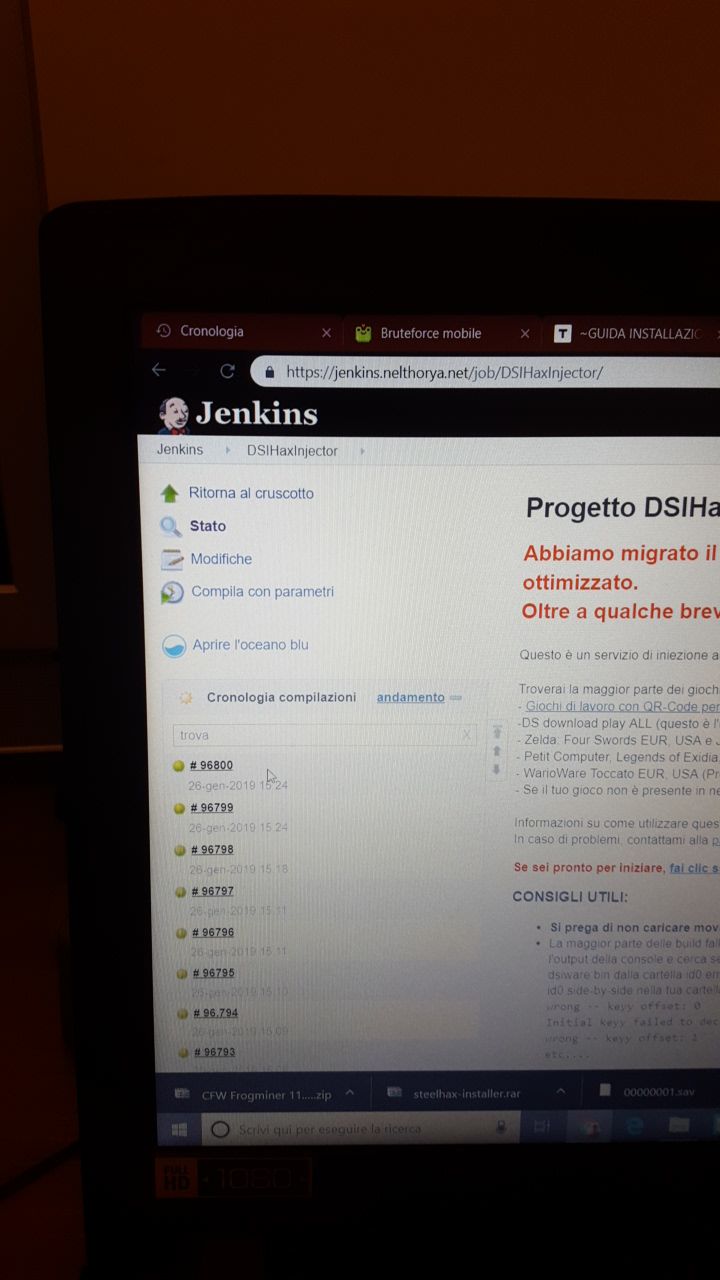 Cronologia
Bruteforce mobile
T ~GUIDA INSTALLAZIO
https://jenkins.nelthorya.net/job/DSIHaxInjector/
Jenkins
Jenkins DSIHaxInjector
Ritorna al cruscotto
Stato
Modifiche
Compila con parametri
Aprire l'oceano blu
Cronologia compilazioni andamento
trova X
# 96800
26-gen-2019 15.24
# 96799
26-gen-2019 15.24
# 96798
26-gen-2019 15.18
# 96797
26-gen-2019 15.11
# 96796
26-gen-2019 15.11
# 96795
26-gen-2019 15.10
# 96.794
26-gen-2019 15.09
# 96793
Progetto DSIHa
Abbiamo migrato il
ottimizzato.
Oltre a qualche brev
Questo è un servizio di iniezione a
Troverai la maggior parte dei giochi
- Giochi di lavoro con QR-Code per
-DS download play ALL (questo è l'
- Zelda: Four Swords EUR, USA e
- Petit Computer, Legends of Exidia,
- WarioWare Toccato EUR, USA (Pr
- Se il tuo gioco non è presente in ne
Informazioni su come utilizzare ques
In caso di problemi, contattami alla p
Se sei pronto per iniziare, fai clic s
CONSIGLI UTILI:
• Si prega di non caricare mov
• La maggior parte delle build fal
l'output della console e cerca se
dsiware bin dalla cartella id0 em
id0 side-by-side nella tua cartell
wrong -- keyy offset: 0
Initial keyy failed to dec
wrong -- keyy offset: 1
etc....
CFW Frogminer 11.....zip
steelhax-installer.rar
00000001.sav
Scrivi qui per eseguire la ricerca
FULL HD 1080